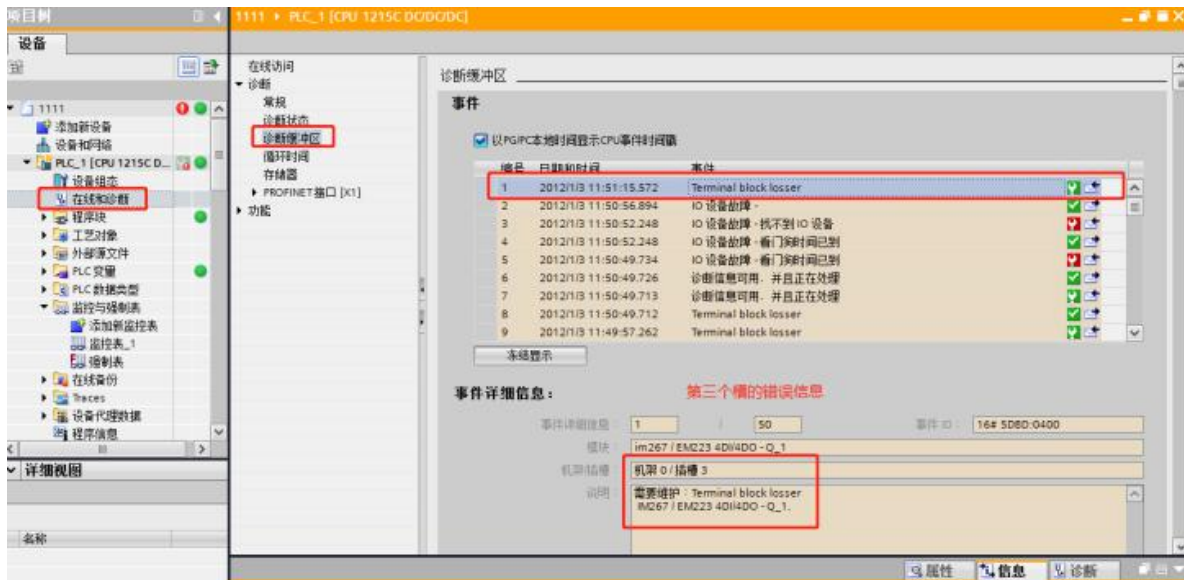 项目树
1111 ▸ PLC_1 [CPU 1215C DC/DC/DC]
设备
1111
添加新设备
设备和网络
PLC_1 [CPU 1215C D...
设备组态
在线和诊断
程序块
工艺对象
外部源文件
PLC 变量
PLC 数据类型
监控与强制表
添加新监控表
监控表_1
强制表
在线备份
Traces
设备代理数据
程序信息
详细视图
名称
在线访问
诊断
常规
诊断状态
诊断缓冲区
循环时间
存储器
PROFINET 接口 [X1]
功能
诊断缓冲区
事件
以PG/PC本地时间显示CPU事件时间戳
编号 日期和时间 事件
1 2012/1/3 11:51:15.572 Terminal block losser
2 2012/1/3 11:50:56.894 IO 设备故障 -
3 2012/1/3 11:50:52.248 IO 设备故障 - 找不到 IO 设备
4 2012/1/3 11:50:52.248 IO 设备故障 - 看门狗时间已到
5 2012/1/3 11:50:49.734 IO 设备故障 - 看门狗时间已到
6 2012/1/3 11:50:49.726 诊断信息可用．并且正在处理
7 2012/1/3 11:50:49.713 诊断信息可用．并且正在处理
8 2012/1/3 11:50:49.712 Terminal block losser
9 2012/1/3 11:49:57.262 Terminal block losser
冻结显示
事件详细信息：
第三个槽的错误信息
事件详细信息： 1 / 50 事件 ID： 16# 5D8D:0400
模块： im267 / EM223 4DI/4DO - Q_1
机架/插槽： 机架 0 / 插槽 3
说明： 需要维护：Terminal block losser
IM267 / EM223 4DI/4DO - Q_1.
属性 信息 诊断